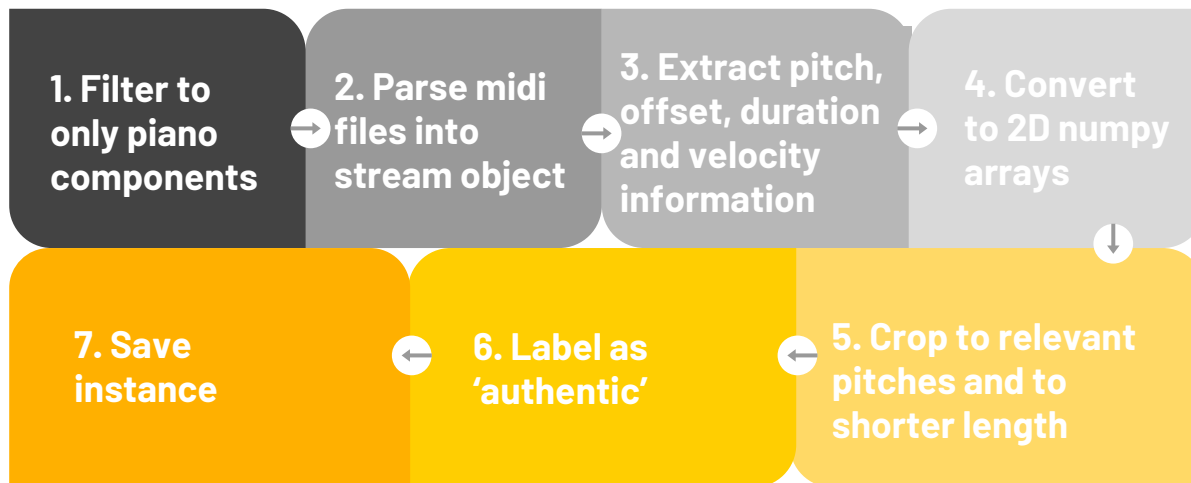 1. Filter to
only piano
components
2. Parse midi
files into
stream object
3. Extract pitch,
offset, duration
and velocity
information
4. Convert
to 2D numpy
arrays
5. Crop to relevant
pitches and to
shorter length
6. Label as
‘authentic’
7. Save
instance